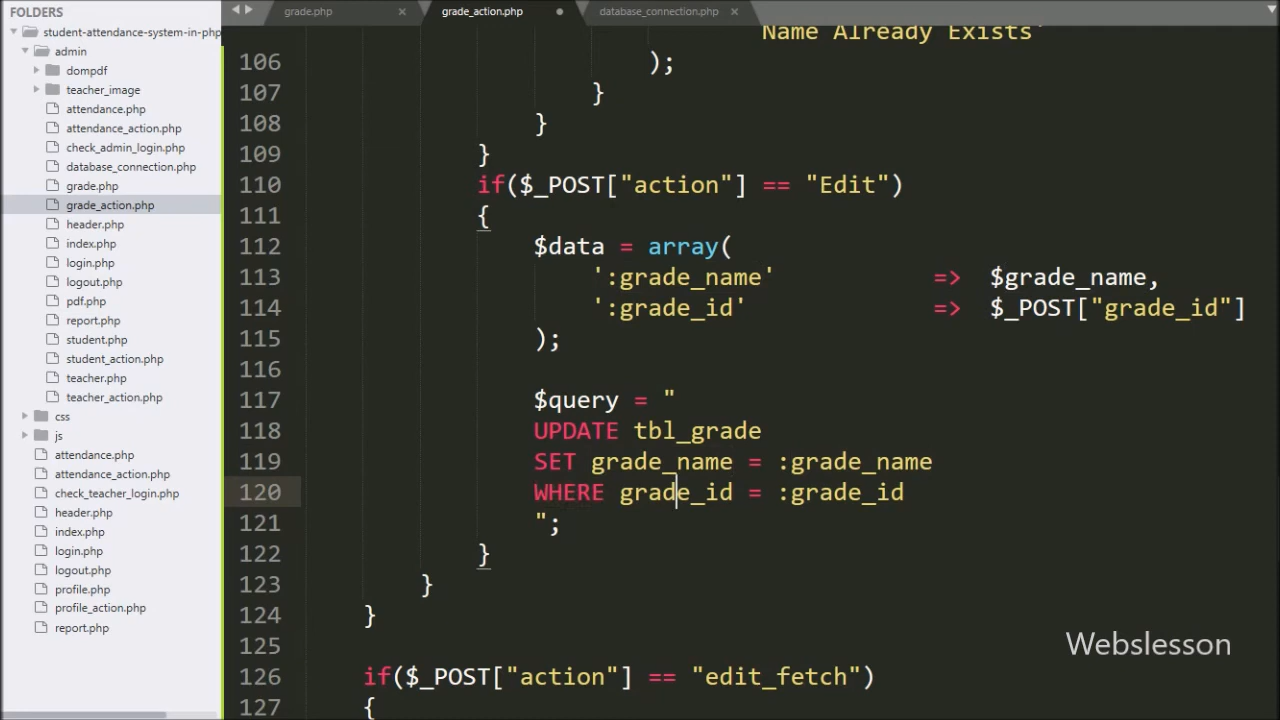 FOLDERS
student-attendance-system-in-php
admin
dompdf
teacher_image
attendance.php
attendance_action.php
check_admin_login.php
database_connection.php
grade.php
grade_action.php
header.php
index.php
login.php
logout.php
pdf.php
report.php
student.php
student_action.php
teacher.php
teacher_action.php
css
js
attendance.php
attendance_action.php
check_teacher_login.php
header.php
index.php
login.php
logout.php
profile.php
profile_action.php
report.php
grade.php
grade_action.php
database_connection.php
Name Already Exists'
106 );
107 }
108 }
109 }
110 if($_POST["action"] == "Edit")
111 {
112 $data = array(
113 ':grade_name' => $grade_name,
114 ':grade_id' => $_POST["grade_id"]
115 );
116
117 $query = "
118 UPDATE tbl_grade
119 SET grade_name = :grade_name
120 WHERE grade_id = :grade_id
121 ";
122 }
123 }
124 }
125
126 if($_POST["action"] == "edit_fetch")
127 {
Webslesson